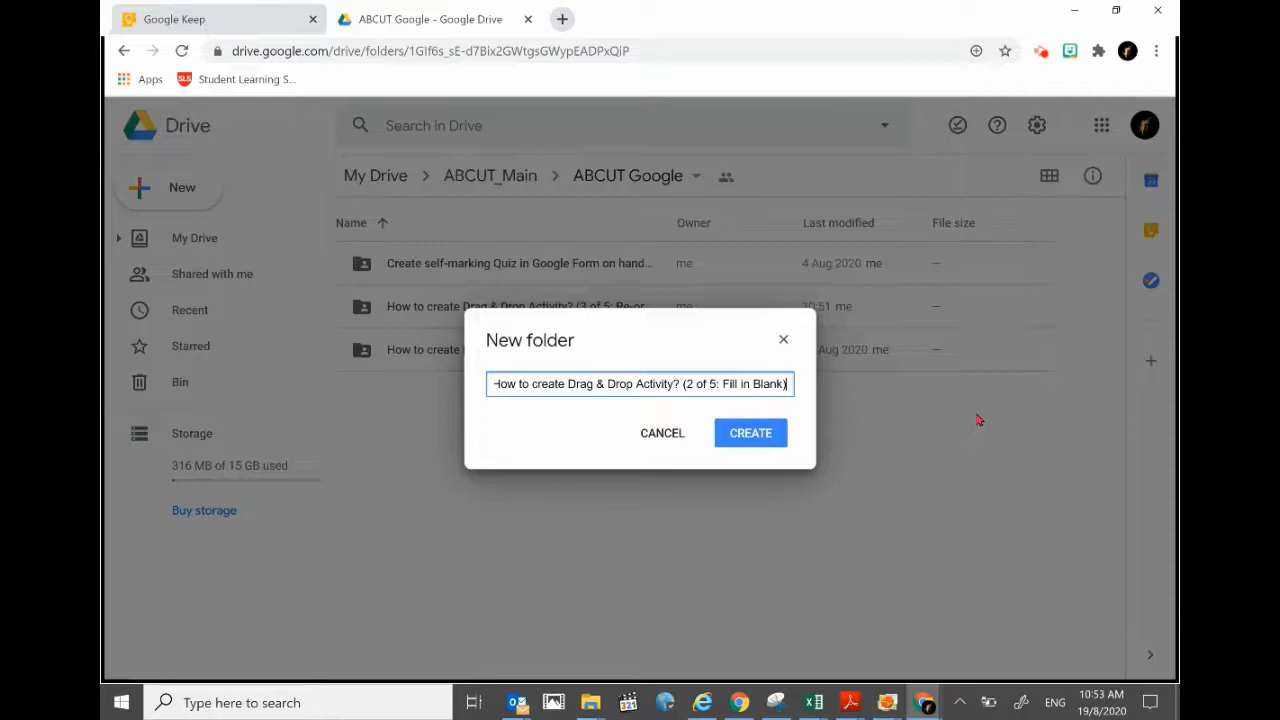 Google Keep
ABCUT Google - Google Drive
drive.google.com/drive/folders/1GIf6s_sE-d7Bix2GWtgsGWypEADPxQiP
Apps
SLS Student Learning S...
Drive
Search in Drive
New
My Drive
Shared with me
Recent
Starred
Bin
Storage
316 MB of 15 GB used
Buy storage
My Drive > ABCUT_Main > ABCUT Google
Name Owner Last modified File size
Create self-marking Quiz in Google Form on hand... me 4 Aug 2020 me —
How to create Drag & Drop Activity? (3 of 5: Re-or me 10:51 me —
How to create Aug 2020 me —
New folder
How to create Drag & Drop Activity? (2 of 5: Fill in Blank)
CANCEL CREATE
31
Type here to search
ENG
10:53 AM
19/8/2020